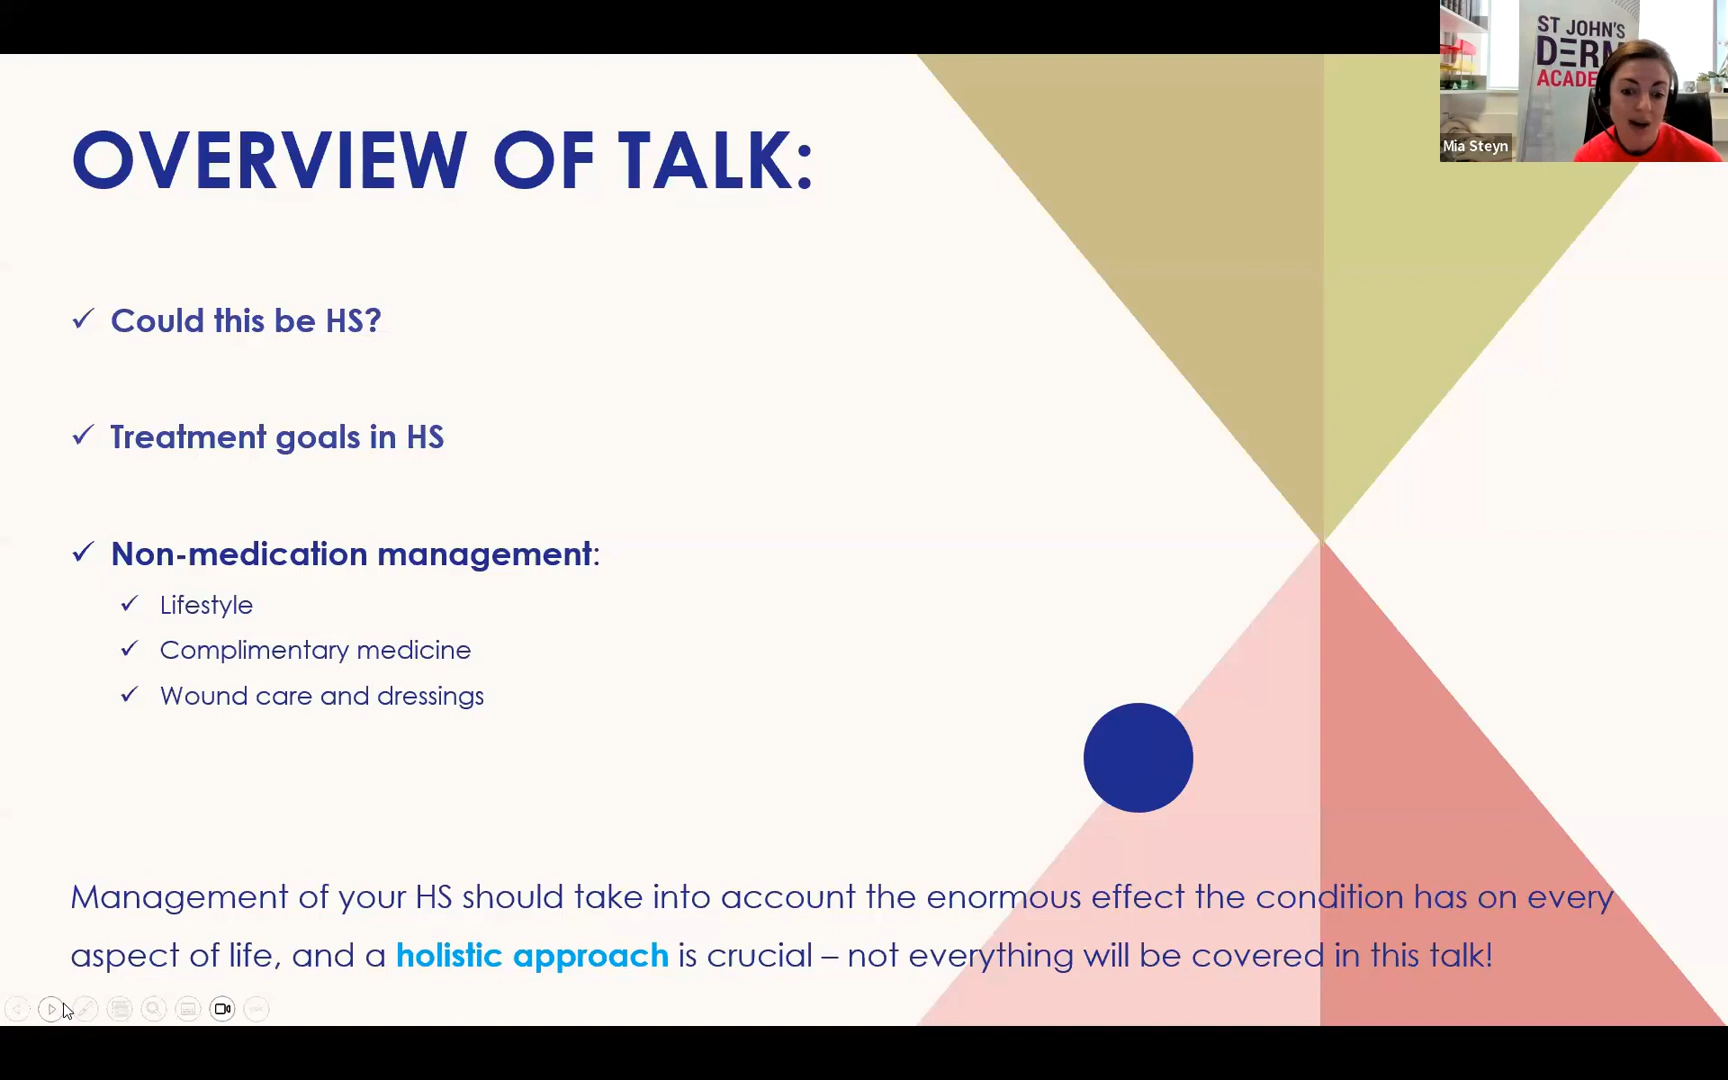 OVERVIEW OF TALK:
ST JOHN'S
DERM
ACADE
Mia Steyn
✓ Could this be HS?
✓ Treatment goals in HS
✓ Non-medication management:
✓ Lifestyle
✓ Complimentary medicine
✓ Wound care and dressings
Management of your HS should take into account the enormous effect the condition has on every
aspect of life, and a holistic approach is crucial – not everything will be covered in this talk!